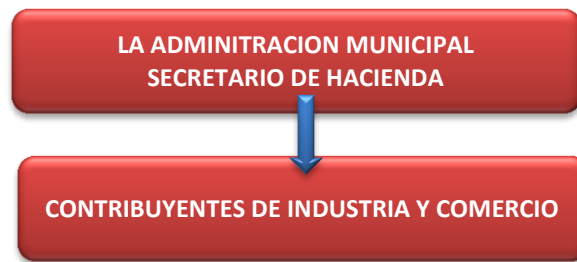 LA ADMINITRACION MUNICIPAL
SECRETARIO DE HACIENDA
CONTRIBUYENTES DE INDUSTRIA Y COMERCIO